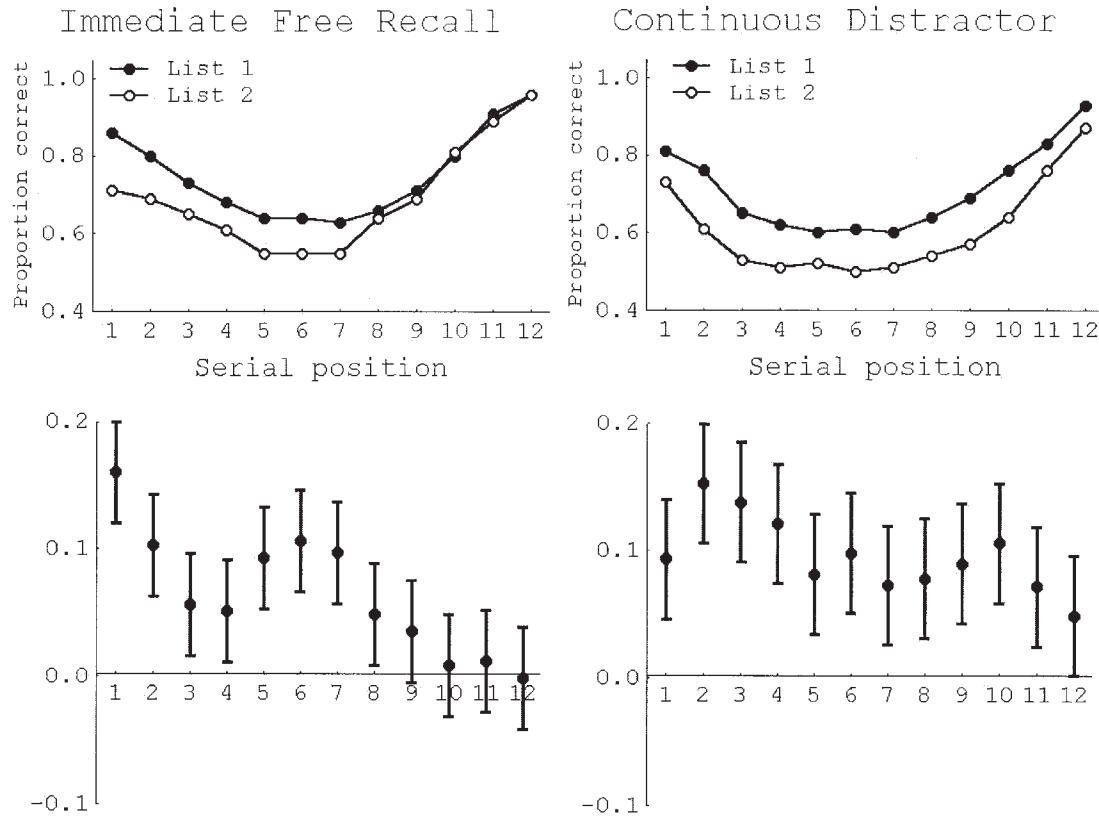 Immediate Free Recall
Proportion correct
1.0
0.8
0.6
0.4
List 1
List 2
1 2 3 4 5 6 7 8 9 10 11 12
Serial position
Continuous Distractor
Proportion correct
1.0
0.8
0.6
0.4
List 1
List 2
1 2 3 4 5 6 7 8 9 10 11 12
Serial position
0.2
0.1
0.0
-0.1
1 2 3 4 5 6 7 8 9 10 11 12
0.2
0.1
0.0
-0.1
1 2 3 4 5 6 7 8 9 10 11 12